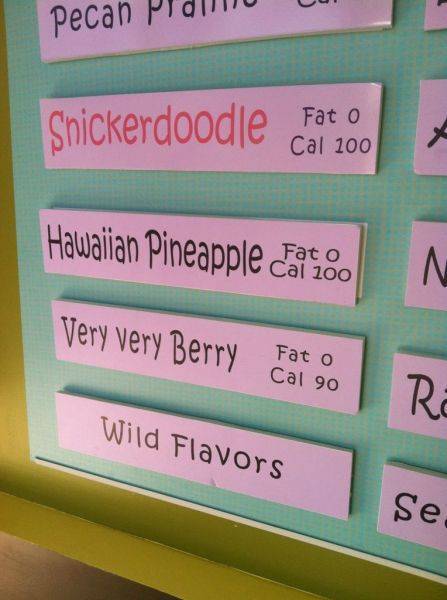 Pecan
Snickerdoodle
Fat 0
Cal 100
Hawaiian Pineapple
Fat 0
Cal 100
Very very Berry
Fat 0
Cal 90
Wild Flavors